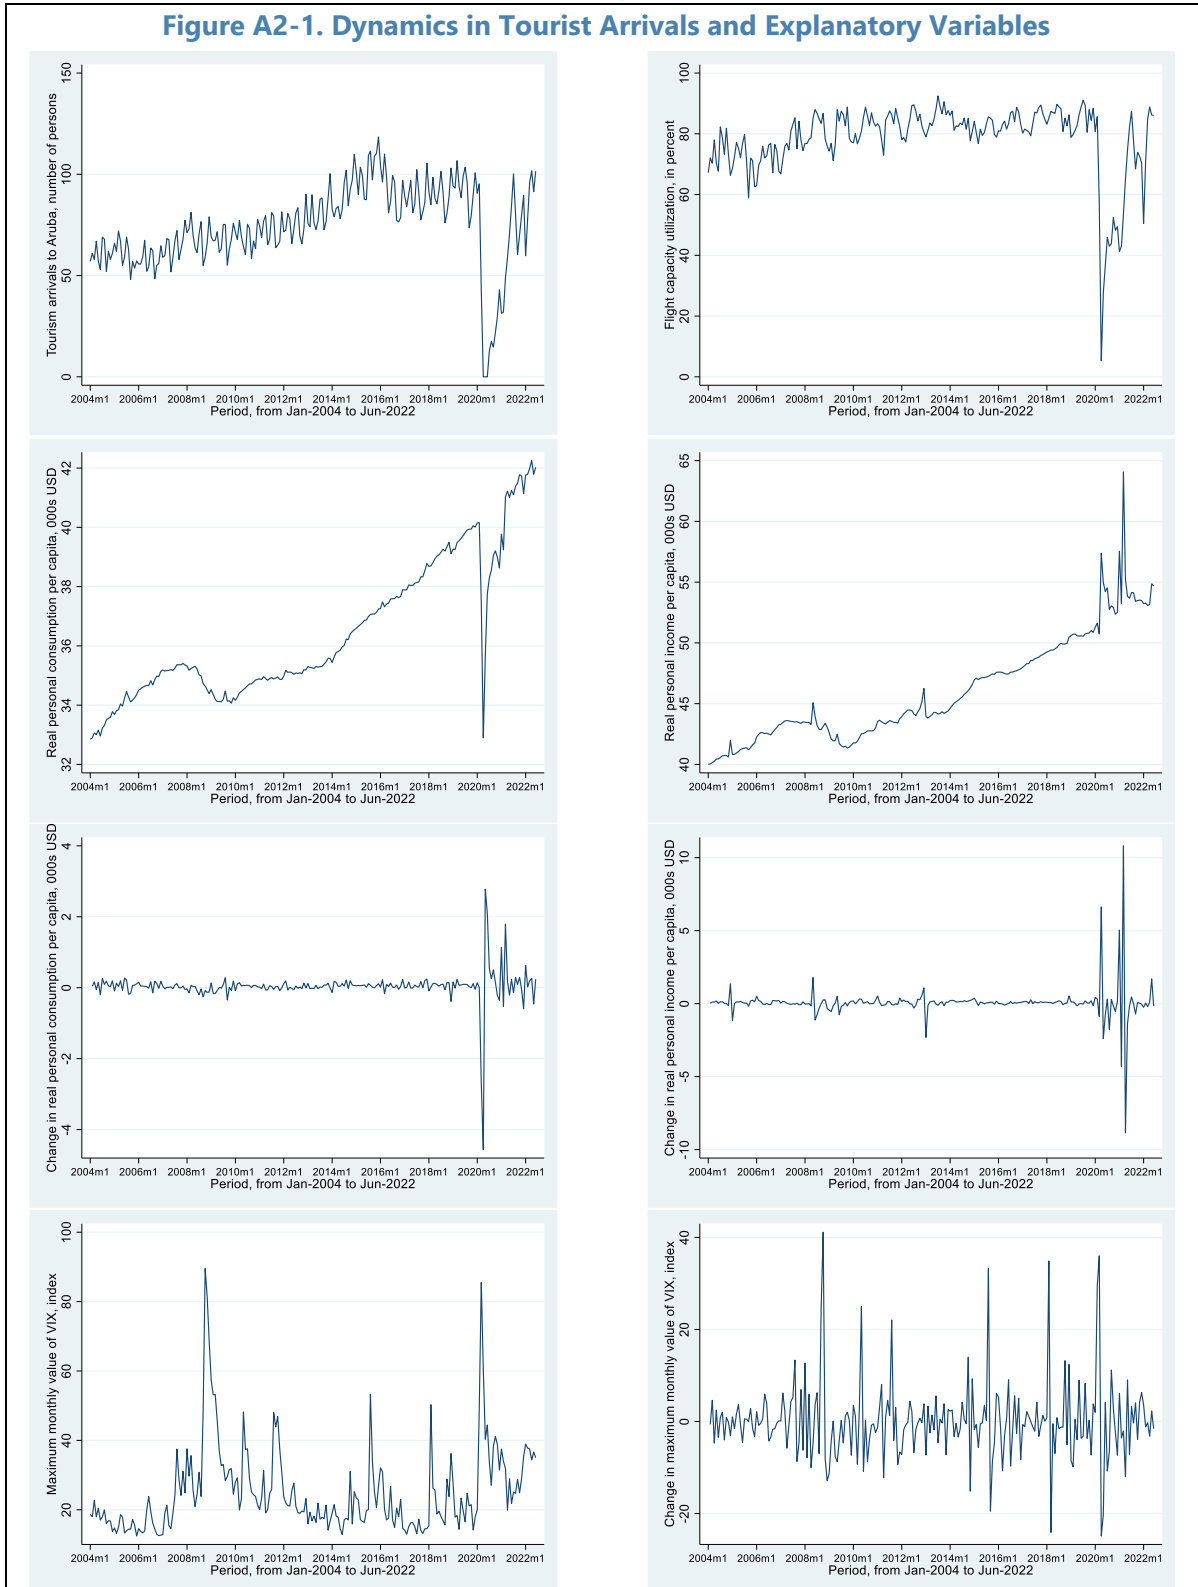 Figure A2-1. Dynamics in Tourist Arrivals and Explanatory Variables
Tourism arrivals to Aruba, number of persons
150
100
50
0
2004m1 2006m1 2008m1 2010m1 2012m1 2014m1 2016m1 2018m1 2020m1 2022m1
Period, from Jan-2004 to Jun-2022
Flight capacity utilization, in percent
100
80
60
40
20
0
2004m1 2006m1 2008m1 2010m1 2012m1 2014m1 2016m1 2018m1 2020m1 2022m1
Period, from Jan-2004 to Jun-2022
Real personal consumption per capita, 000s USD
42
40
38
36
34
32
2004m1 2006m1 2008m1 2010m1 2012m1 2014m1 2016m1 2018m1 2020m1 2022m1
Period, from Jan-2004 to Jun-2022
Real personal income per capita, 000s USD
65
60
55
50
45
40
2004m1 2006m1 2008m1 2010m1 2012m1 2014m1 2016m1 2018m1 2020m1 2022m1
Period, from Jan-2004 to Jun-2022
Change in real personal consumption per capita, 000s USD
4
2
0
-2
-4
2004m1 2006m1 2008m1 2010m1 2012m1 2014m1 2016m1 2018m1 2020m1 2022m1
Period, from Jan-2004 to Jun-2022
Change in real personal income per capita, 000s USD
10
5
0
-5
-10
2004m1 2006m1 2008m1 2010m1 2012m1 2014m1 2016m1 2018m1 2020m1 2022m1
Period, from Jan-2004 to Jun-2022
Maximum monthly value of VIX, index
100
80
60
40
20
2004m1 2006m1 2008m1 2010m1 2012m1 2014m1 2016m1 2018m1 2020m1 2022m1
Period, from Jan-2004 to Jun-2022
Change in maximum monthly value of VIX, index
40
20
0
-20
2004m1 2006m1 2008m1 2010m1 2012m1 2014m1 2016m1 2018m1 2020m1 2022m1
Period, from Jan-2004 to Jun-2022